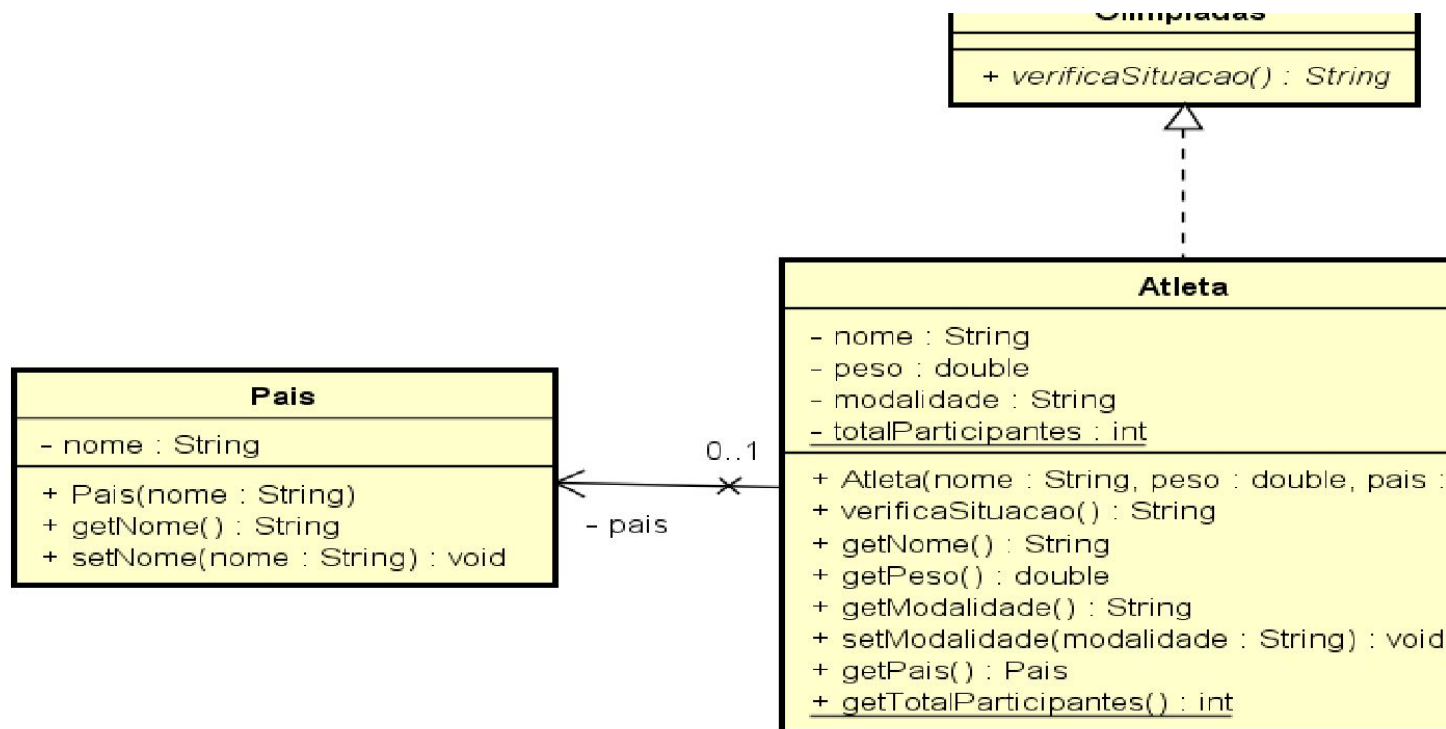 Olimpiadas
+ verificaSituacao() : String
Atleta
- nome : String
- peso : double
- modalidade : String
- totalParticipantes : int
+ Atleta(nome : String, peso : double, pais :
+ verificaSituacao() : String
+ getNome() : String
+ getPeso() : double
+ getModalidade() : String
+ setModalidade(modalidade : String) : void
+ getPais() : Pais
+ getTotalParticipantes() : int
Pais
- nome : String
+ Pais(nome : String)
+ getNome() : String
+ setNome(nome : String) : void
0..1
- pais